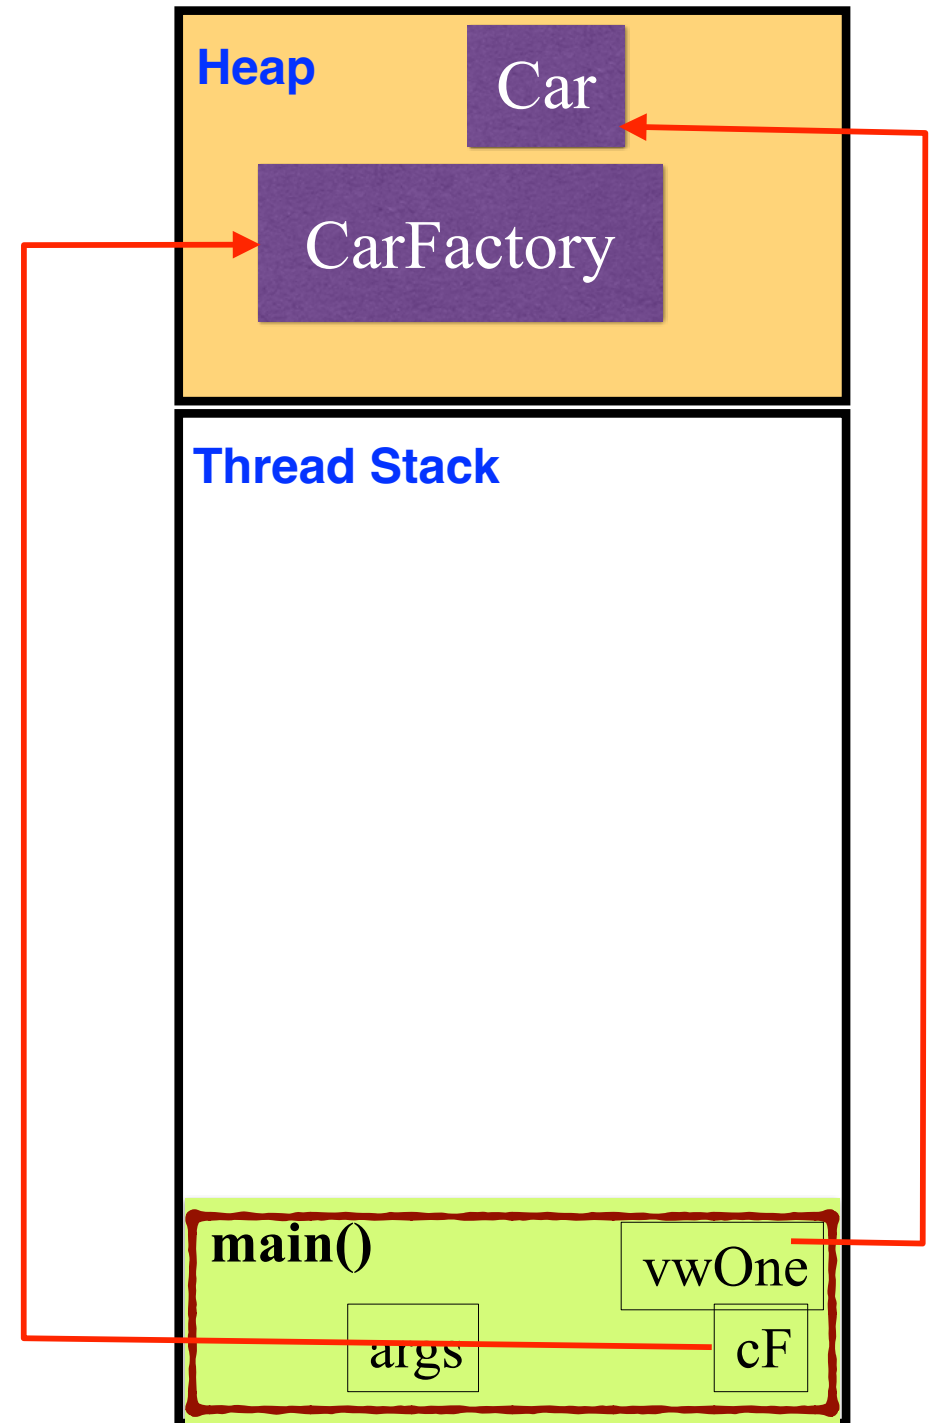 Heap
Car
CarFactory
Thread Stack
main()
vwOne
args
cF